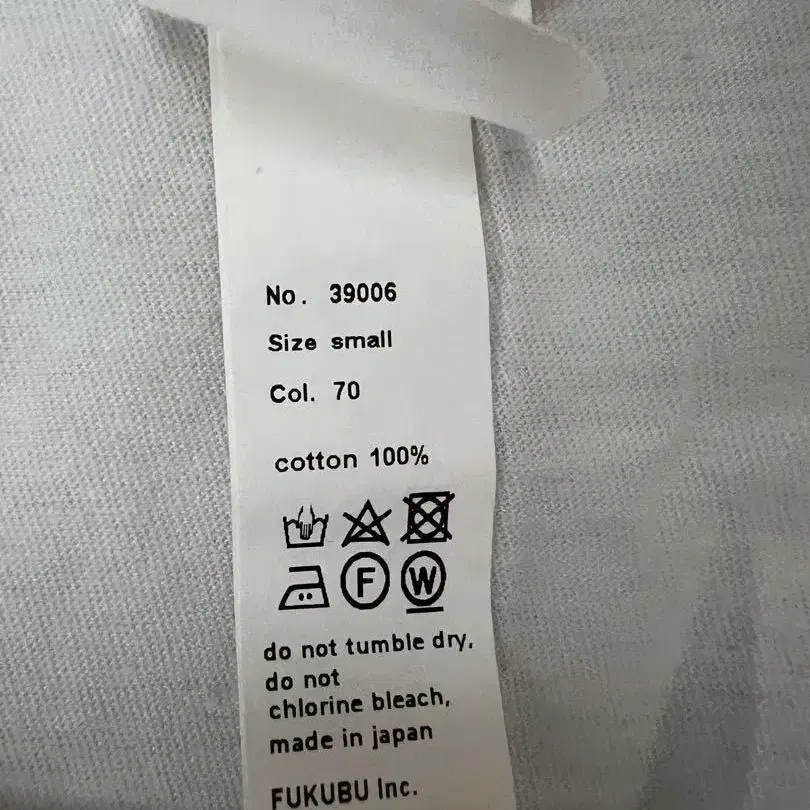 No. 39006
Size small
Col. 70
cotton 100%
F W
do not tumble dry,
do not
chlorine bleach,
made in japan
FUKUBU Inc.